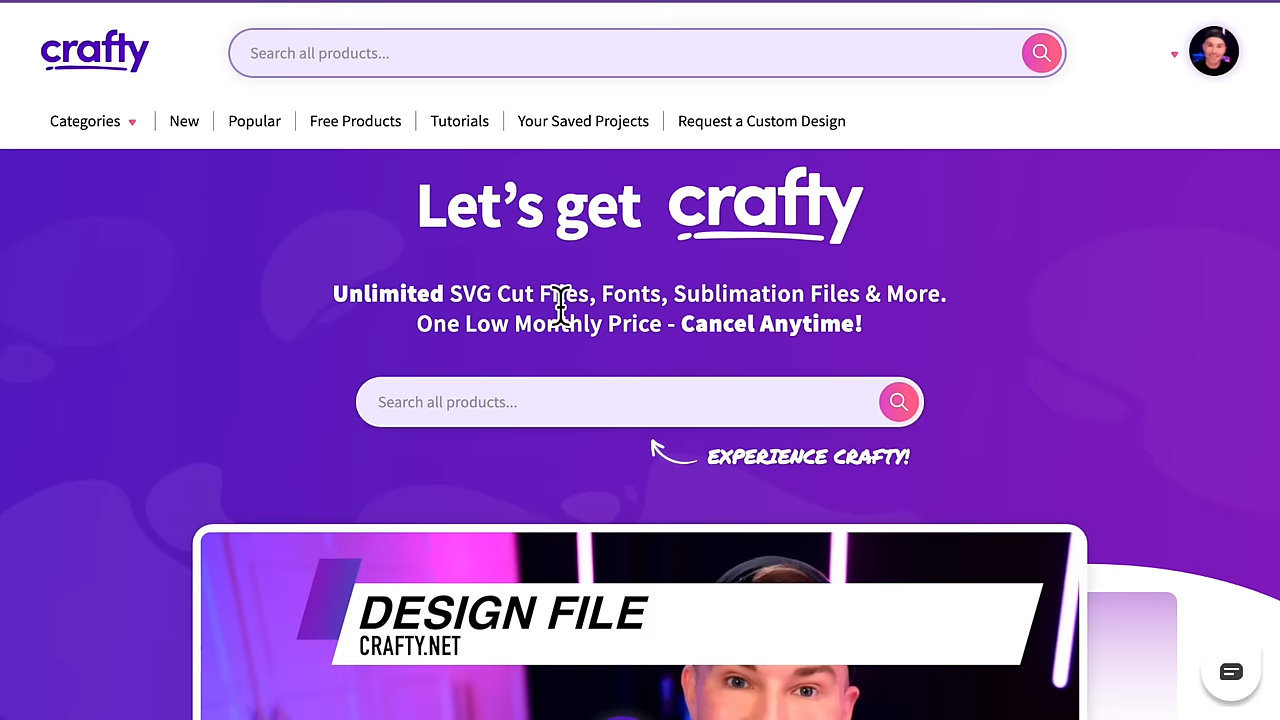 crafty
Search all products...
Categories
New
Popular
Free Products
Tutorials
Your Saved Projects
Request a Custom Design
Let's get crafty
Unlimited SVG Cut Files, Fonts, Sublimation Files & More.
One Low Monthly Price - Cancel Anytime!
Search all products...
EXPERIENCE CRAFTY!
DESIGN FILE
CRAFTY.NET